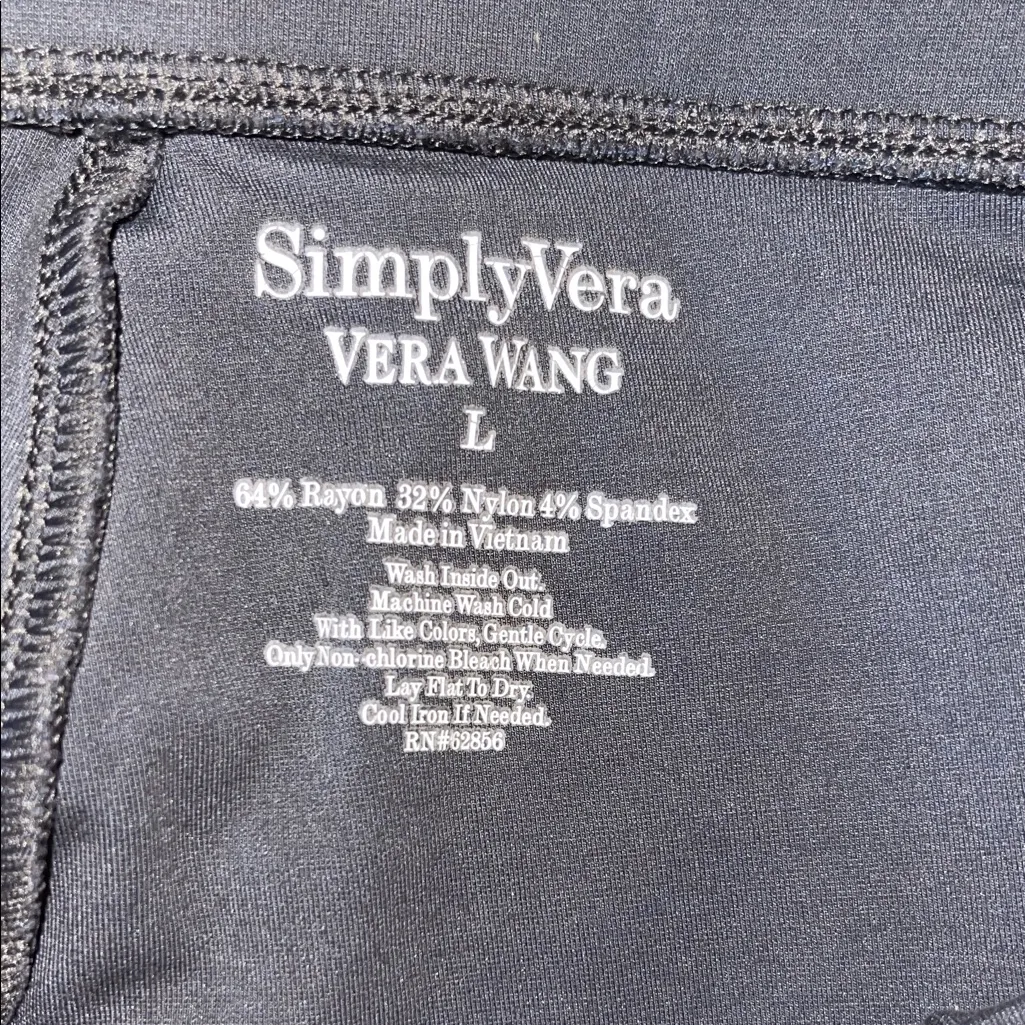 SimplyVera
VERA WANG
L
64% Rayon 32% Nylon 4% Spandex
Made in Vietnam
Wash Inside Out.
Machine Wash Cold
With Like Colors, Gentle Cycle.
Only Non-chlorine Bleach When Needed.
Lay Flat To Dry.
Cool Iron If Needed.
RN#62856